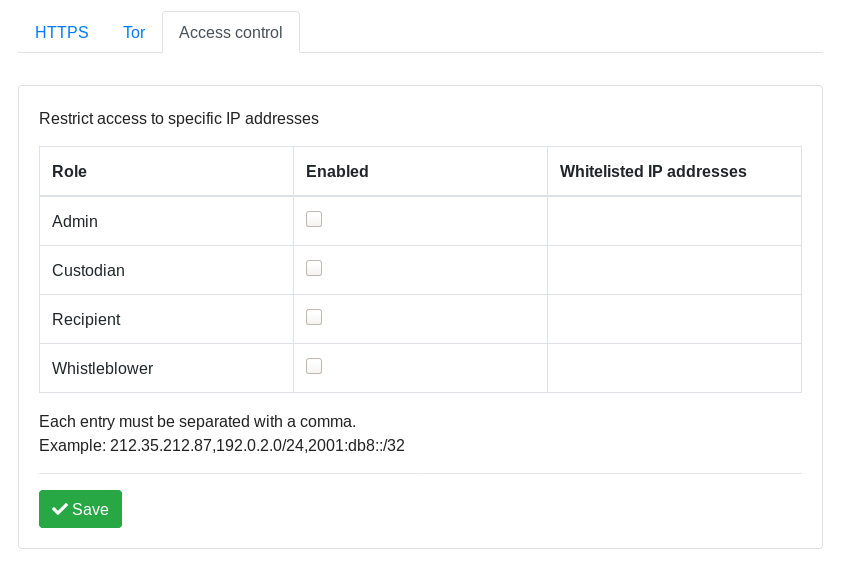 HTTPS Tor Access control
Restrict access to specific IP addresses
Role Enabled Whitelisted IP addresses
Admin
Custodian
Recipient
Whistleblower
Each entry must be separated with a comma.
Example: 212.35.212.87,192.0.2.0/24,2001:db8::/32
Save